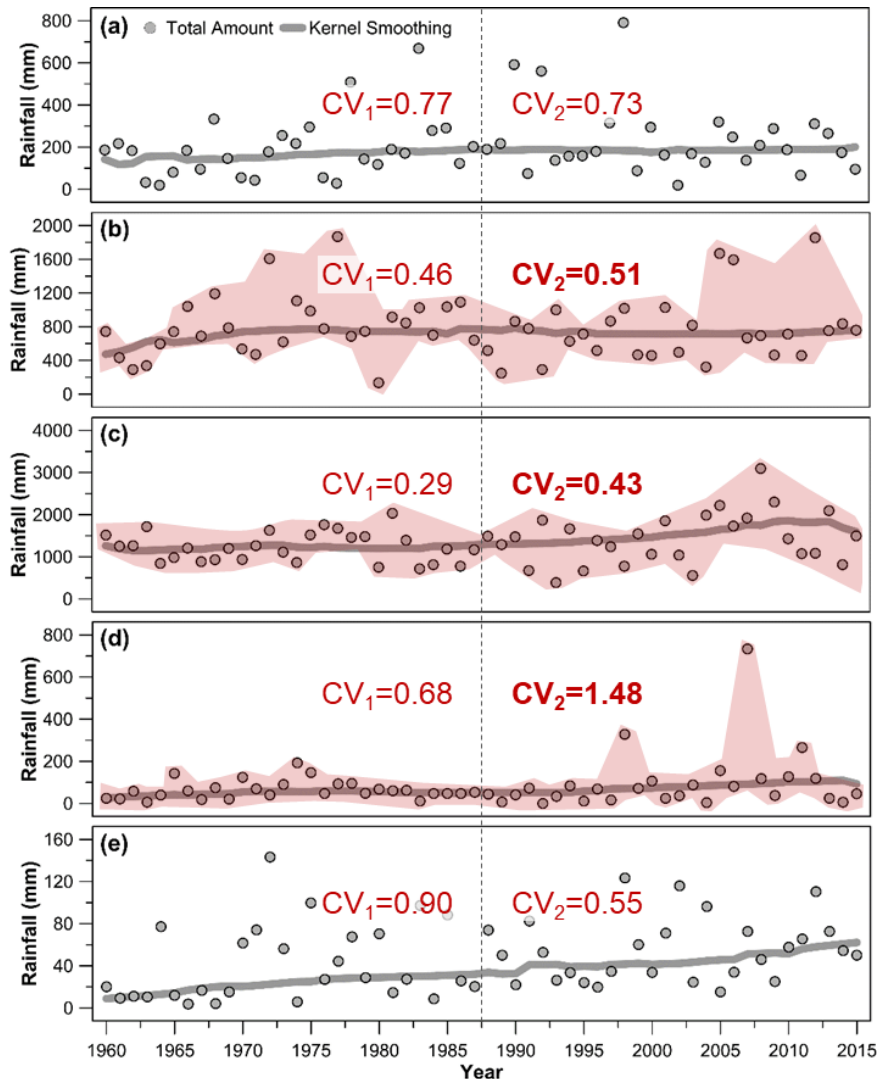 (a) Total Amount Kernel Smoothing
Rainfall (mm)
800
600
400
200
0
CV1=0.77 CV2=0.73
(b)
Rainfall (mm)
2000
1600
1200
800
400
0
CV1=0.46 CV2=0.51
(c)
Rainfall (mm)
4000
3000
2000
1000
0
CV1=0.29 CV2=0.43
(d)
Rainfall (mm)
800
600
400
200
0
CV1=0.68 CV2=1.48
(e)
Rainfall (mm)
160
120
80
40
0
CV1=0.90 CV2=0.55
1960 1965 1970 1975 1980 1985 1990 1995 2000 2005 2010 2015
Year